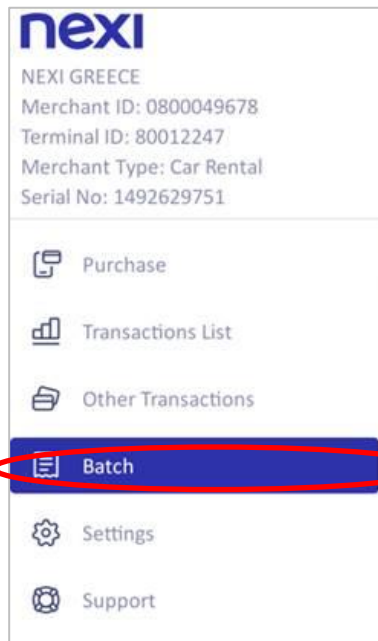 nexi
NEXI GREECE
Merchant ID: 0800049678
Terminal ID: 80012247
Merchant Type: Car Rental
Serial No: 1492629751
Purchase
Transactions List
Other Transactions
Batch
Settings
Support